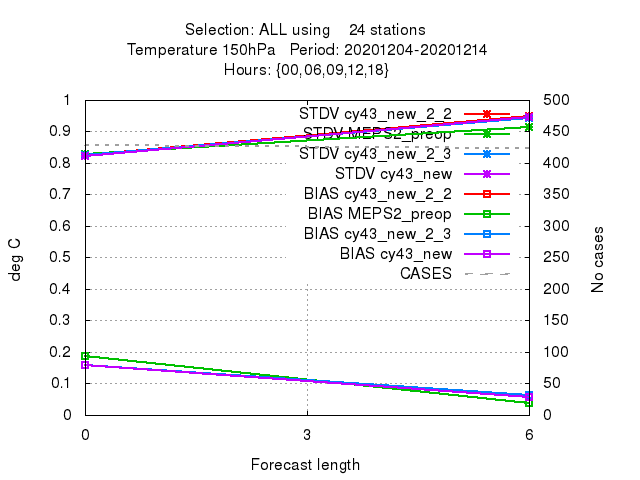 Selection: ALL using    24 stations
Temperature 150hPa   Period: 20201204-20201214
Hours: {00,06,09,12,18}
1
0.9
0.8
0.7
0.6
0.5
0.4
0.3
0.2
0.1
0
deg C
STDV cy43_new_2_2
STDV MEPS2_preop
STDV cy43_new_2_3
STDV cy43_new
BIAS cy43_new_2_2
BIAS MEPS2_preop
BIAS cy43_new_2_3
BIAS cy43_new
CASES
500
450
400
350
300
250
200
150
100
50
0
No cases
0 3 6
Forecast length